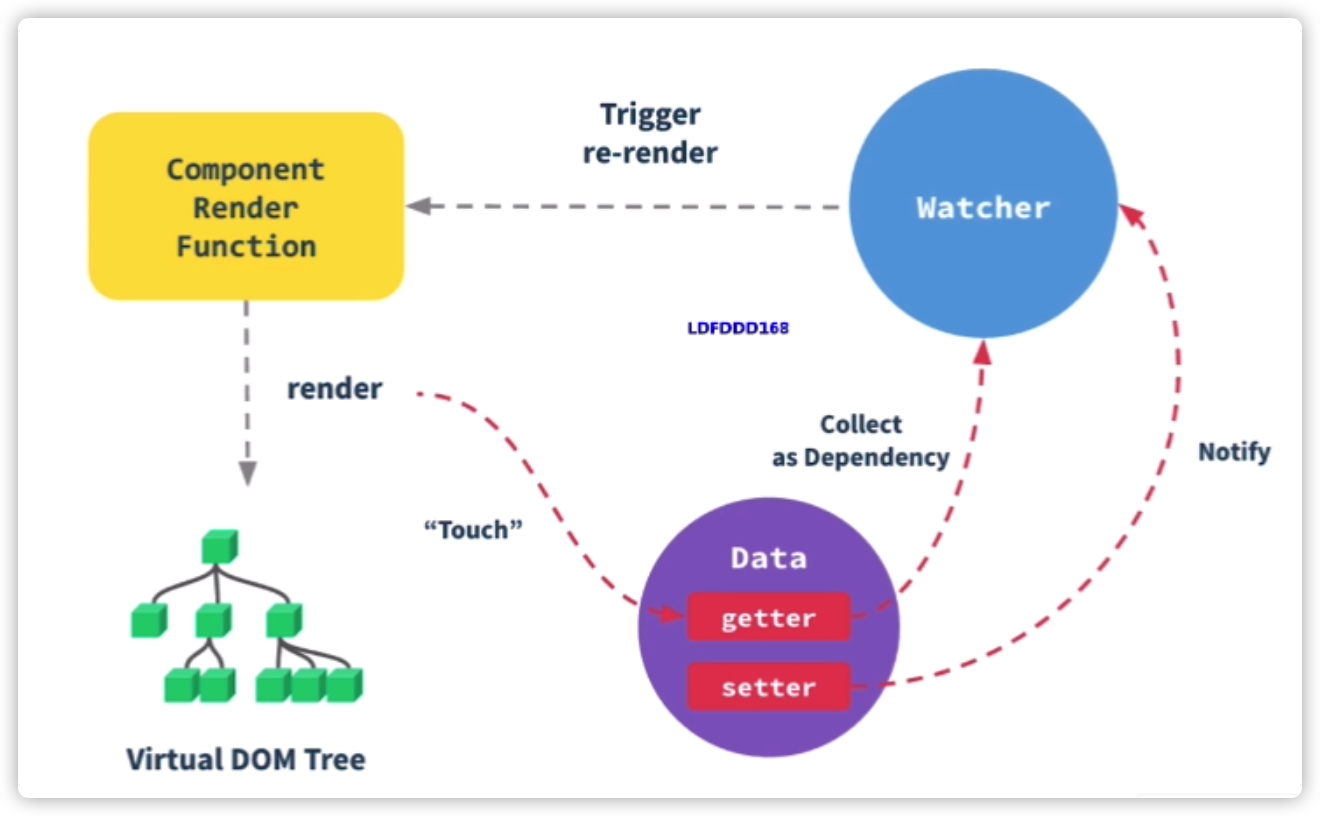 Trigger
re-render
Component
Render
Function
Watcher
LDFDDD168
render
Collect
as Dependency
Notify
“Touch”
Data
getter
setter
Virtual DOM Tree